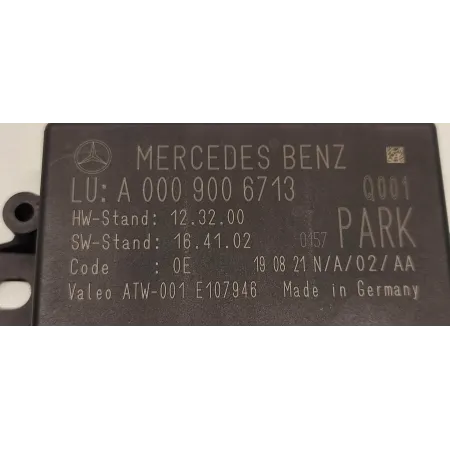 MERCEDES BENZ
LU: A 000 900 6713 Q001
HW-Stand: 12.32.00
SW-Stand: 16.41.02 0157 PARK
Code : 0E 19 08 21 N/A/02/AA
Valeo ATW-001 E107946 Made in Germany